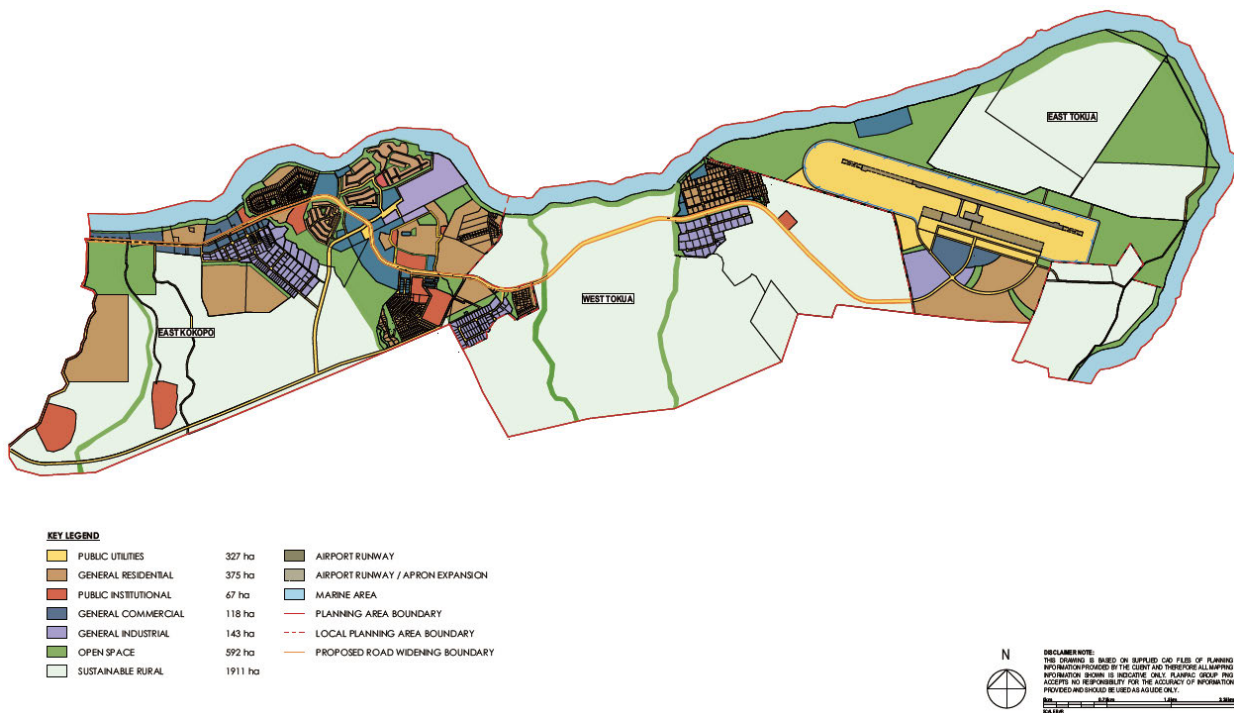 EAST TOKUA
WEST TOKUA
EAST KOKOPO
KEY LEGEND
PUBLIC UTILITIES 327 ha
GENERAL RESIDENTIAL 375 ha
PUBLIC INSTITUTIONAL 67 ha
GENERAL COMMERCIAL 118 ha
GENERAL INDUSTRIAL 143 ha
OPEN SPACE 592 ha
SUSTAINABLE RURAL 1911 ha
AIRPORT RUNWAY
AIRPORT RUNWAY / APRON EXPANSION
MARINE AREA
PLANNING AREA BOUNDARY
LOCAL PLANNING AREA BOUNDARY
PROPOSED ROAD WIDENING BOUNDARY
N
DISCLAIMER NOTE:
THIS DRAWING IS BASED ON SUPPLIED CAD FILES OF PLANNING
INFORMATION PROVIDED BY THE CLIENT AND THEREFORE ALL MAPPING
INFORMATION SHOWN IS INDICATIVE ONLY. PLANPAC GROUP PNG
ACCEPTS NO RESPONSIBILITY FOR THE ACCURACY OF INFORMATION
PROVIDED AND SHOULD BE USED AS A GUIDE ONLY.
SCALE BAR